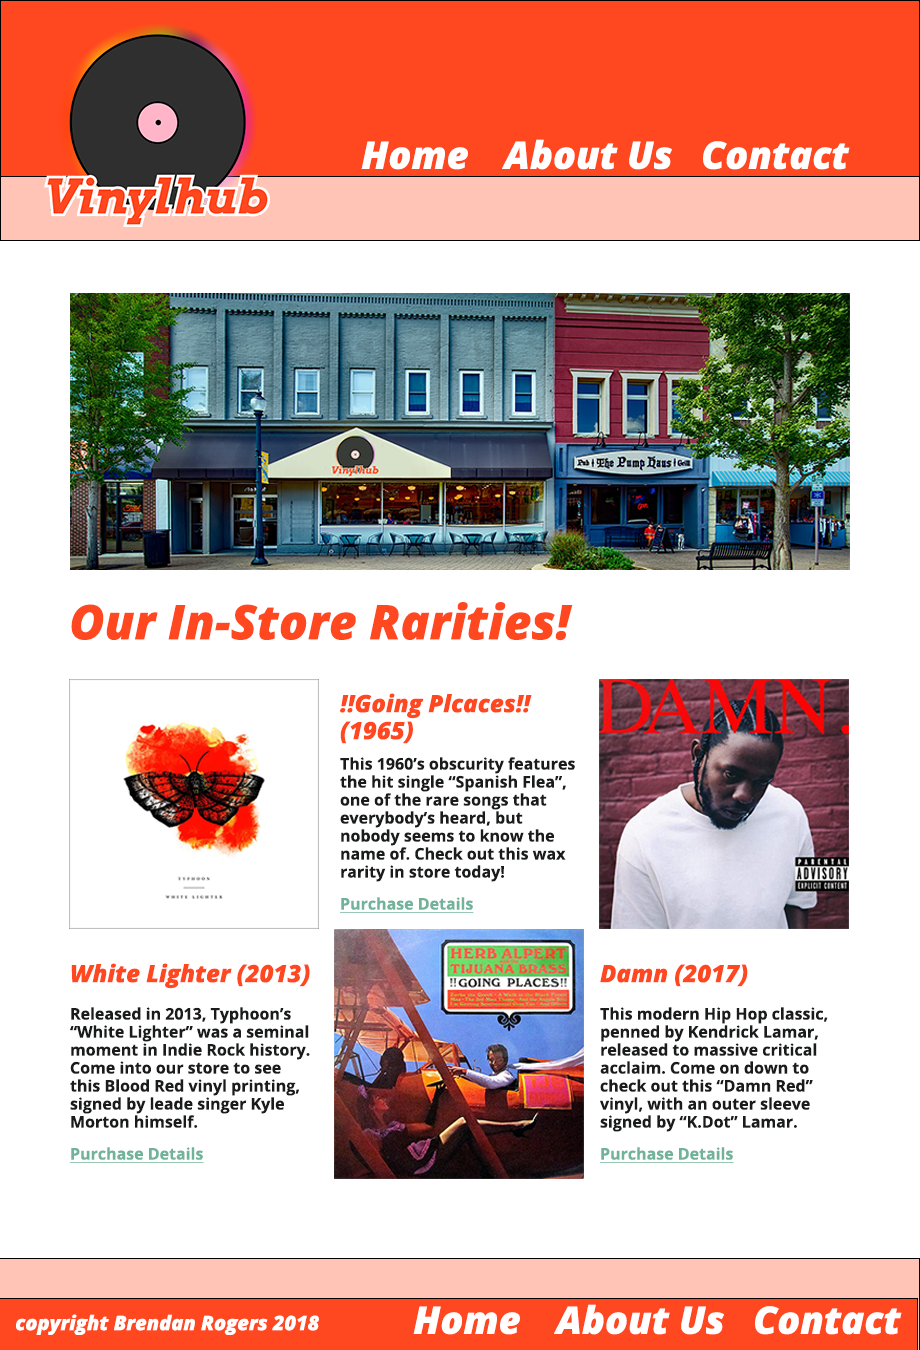 Home About Us Contact
Vinylhub
Vinylhub
Pub The Pump Haus Grill
Our In-Store Rarities!
TYPHOON
WHITE LIGHTER
White Lighter (2013)
Released in 2013, Typhoon’s
“White Lighter” was a seminal
moment in Indie Rock history.
Come into our store to see
this Blood Red vinyl printing,
signed by leade singer Kyle
Morton himself.
Purchase Details
!!Going Plcaces!!
(1965)
This 1960’s obscurity features
the hit single “Spanish Flea”,
one of the rare songs that
everybody’s heard, but
nobody seems to know the
name of. Check out this wax
rarity in store today!
Purchase Details
HERB ALPERT
TIJUANA BRASS
!!GOING PLACES!!
DAMN.
PARENTAL
ADVISORY
EXPLICIT CONTENT
Damn (2017)
This modern Hip Hop classic,
penned by Kendrick Lamar,
released to massive critical
acclaim. Come on down to
check out this “Damn Red”
vinyl, with an outer sleeve
signed by “K.Dot” Lamar.
Purchase Details
copyright Brendan Rogers 2018
Home About Us Contact